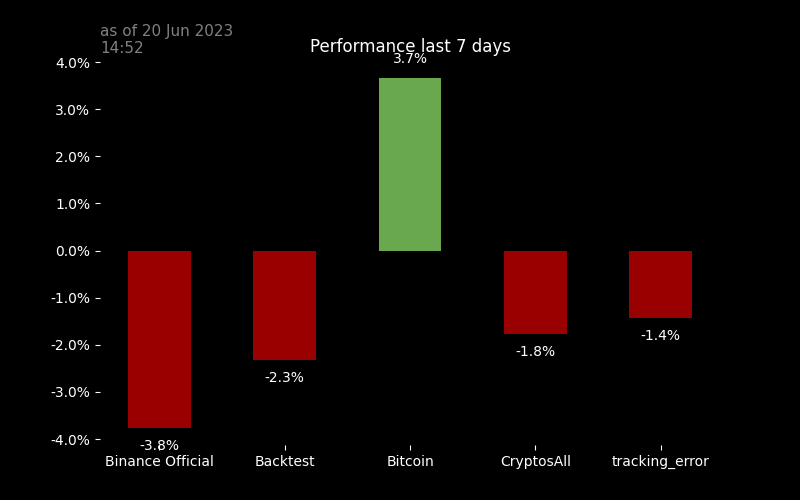 as of 20 Jun 2023
14:52
Performance last 7 days
4.0%
3.0%
2.0%
1.0%
0.0%
-1.0%
-2.0%
-3.0%
-4.0%
3.7%
-3.8%
-2.3%
-1.8%
-1.4%
Binance Official
Backtest
Bitcoin
CryptosAll
tracking_error